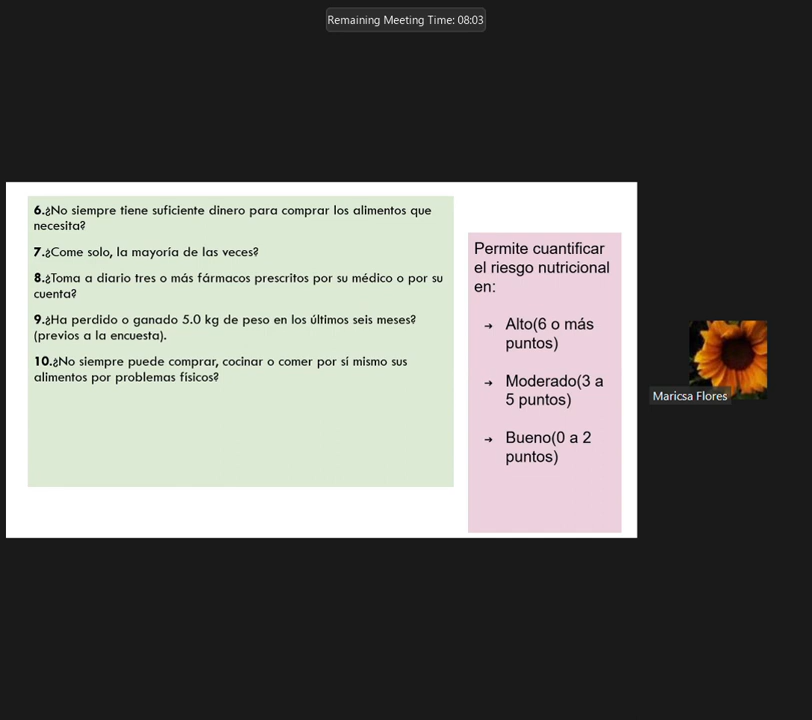 Remaining Meeting Time: 08:03
6.¿No siempre tiene suficiente dinero para comprar los alimentos que
necesita?
7.¿Come solo, la mayoría de las veces?
8.¿Toma a diario tres o más fármacos prescritos por su médico o por su
cuenta?
9.¿Ha perdido o ganado 5.0 kg de peso en los últimos seis meses?
(previos a la encuesta).
10.¿No siempre puede comprar, cocinar o comer por sí mismo sus
alimentos por problemas físicos?
Permite cuantificar
el riesgo nutricional
en:
→ Alto(6 o más
puntos)
→ Moderado(3 a
5 puntos)
→ Bueno(0 a 2
puntos)
Maricsa Flores